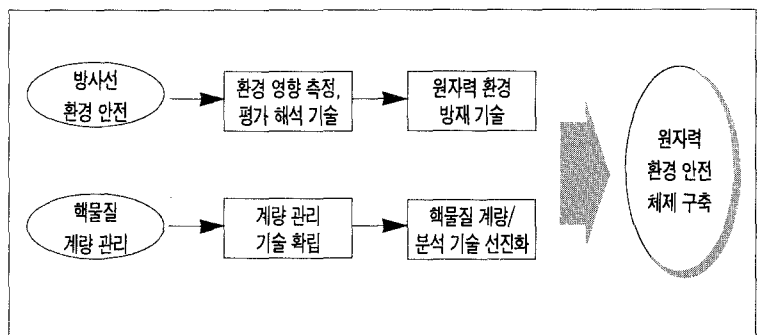 방사선
환경 안전
환경 영향 측정,
평가 해석 기술
원자력 환경
방재 기술
핵물질
계량 관리
계량 관리
기술 확립
핵물질 계량/
분석 기술 선진화
원자력
환경 안전
체제 구축